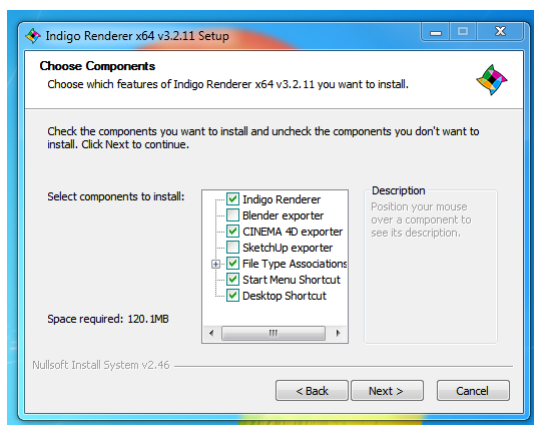 Indigo Renderer x64 v3.2.11 Setup
Choose Components
Choose which features of Indigo Renderer x64 v3.2.11 you want to install.
Check the components you want to install and uncheck the components you don't want to
install. Click Next to continue.
Select components to install:
Indigo Renderer
Blender exporter
CINEMA 4D exporter
SketchUp exporter
File Type Associations
Start Menu Shortcut
Desktop Shortcut
Description
Position your mouse
over a component to
see its description.
Space required: 120.1MB
Nullsoft Install System v2.46
< Back
Next >
Cancel